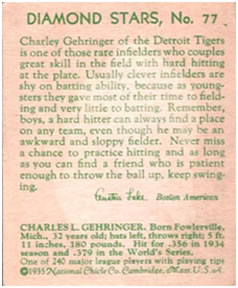 DIAMOND STARS, No. 77
Charley Gehringer of the Detroit Tigers
is one of those rare infielders who couples
great skill in the field with hard hitting
at the plate. Usually clever infielders are
shy on batting ability, because as young-
sters they gave most of their time to field-
ing and very little to batting. Remember,
boys, a hard hitter can always find a place
on any team, even though he may be an
awkward and sloppy fielder. Never miss
a chance to practice hitting and as long
as you can find a friend who is patient
enough to throw the ball up, keep swing-
ing.
Austen Lake. Boston American
CHARLES L. GEHRINGER. Born Fowlerville,
Mich., 32 years old; bats left, throws right; 5 ft.
11 inches, 180 pounds. Hit for .356 in 1934
season and .379 in the World's Series.
One of 240 major league players with playing tips
©1935 National Chicle Co. Cambridge, Mass. U.S.A.